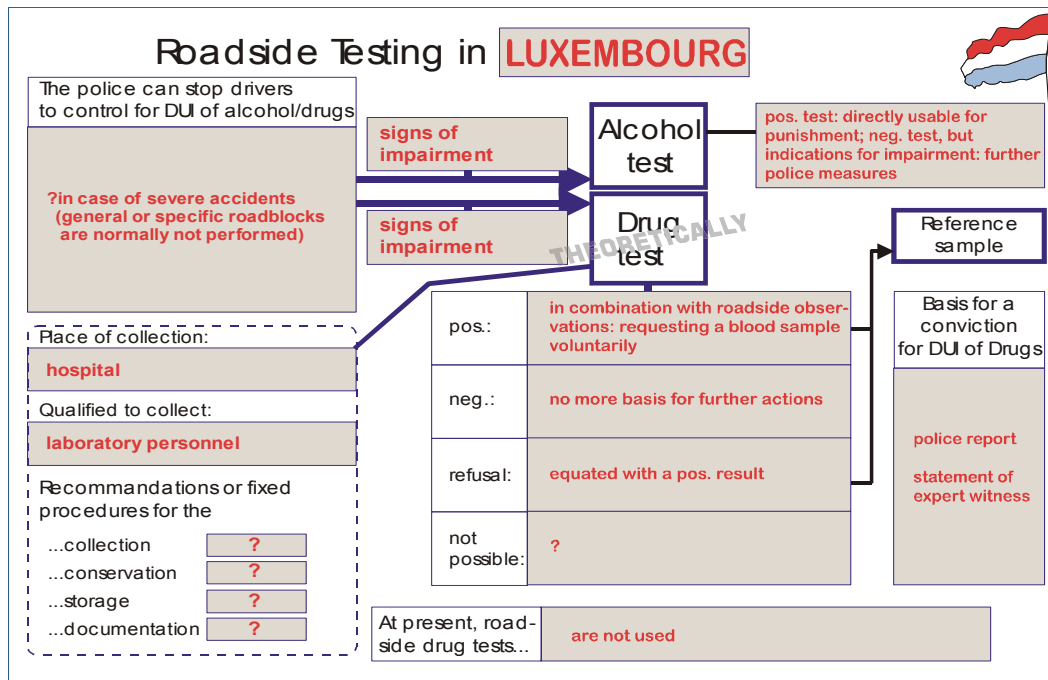 Roadside Testing in LUXEMBOURG
The police can stop drivers
to control for DUI of alcohol/drugs
?in case of severe accidents
(general or specific roadblocks
are normally not performed)
signs of
impairment
signs of
impairment
Alcohol
test
pos. test: directly usable for
punishment; neg. test, but
indications for impairment: further
police measures
Drug
test
THEORETICALLY
Reference
sample
Place of collection:
hospital
Qualified to collect:
laboratory personnel
Recommandations or fixed
procedures for the
...collection ?
...conservation ?
...storage ?
...documentation ?
pos.:
in combination with roadside obser-
vations: requesting a blood sample
voluntarily
neg.:
no more basis for further actions
refusal:
equated with a pos. result
not
possible:
?
Basis for a
conviction
for DUI of Drugs
police report
statement of
expert witness
At present, road-
side drug tests...
are not used